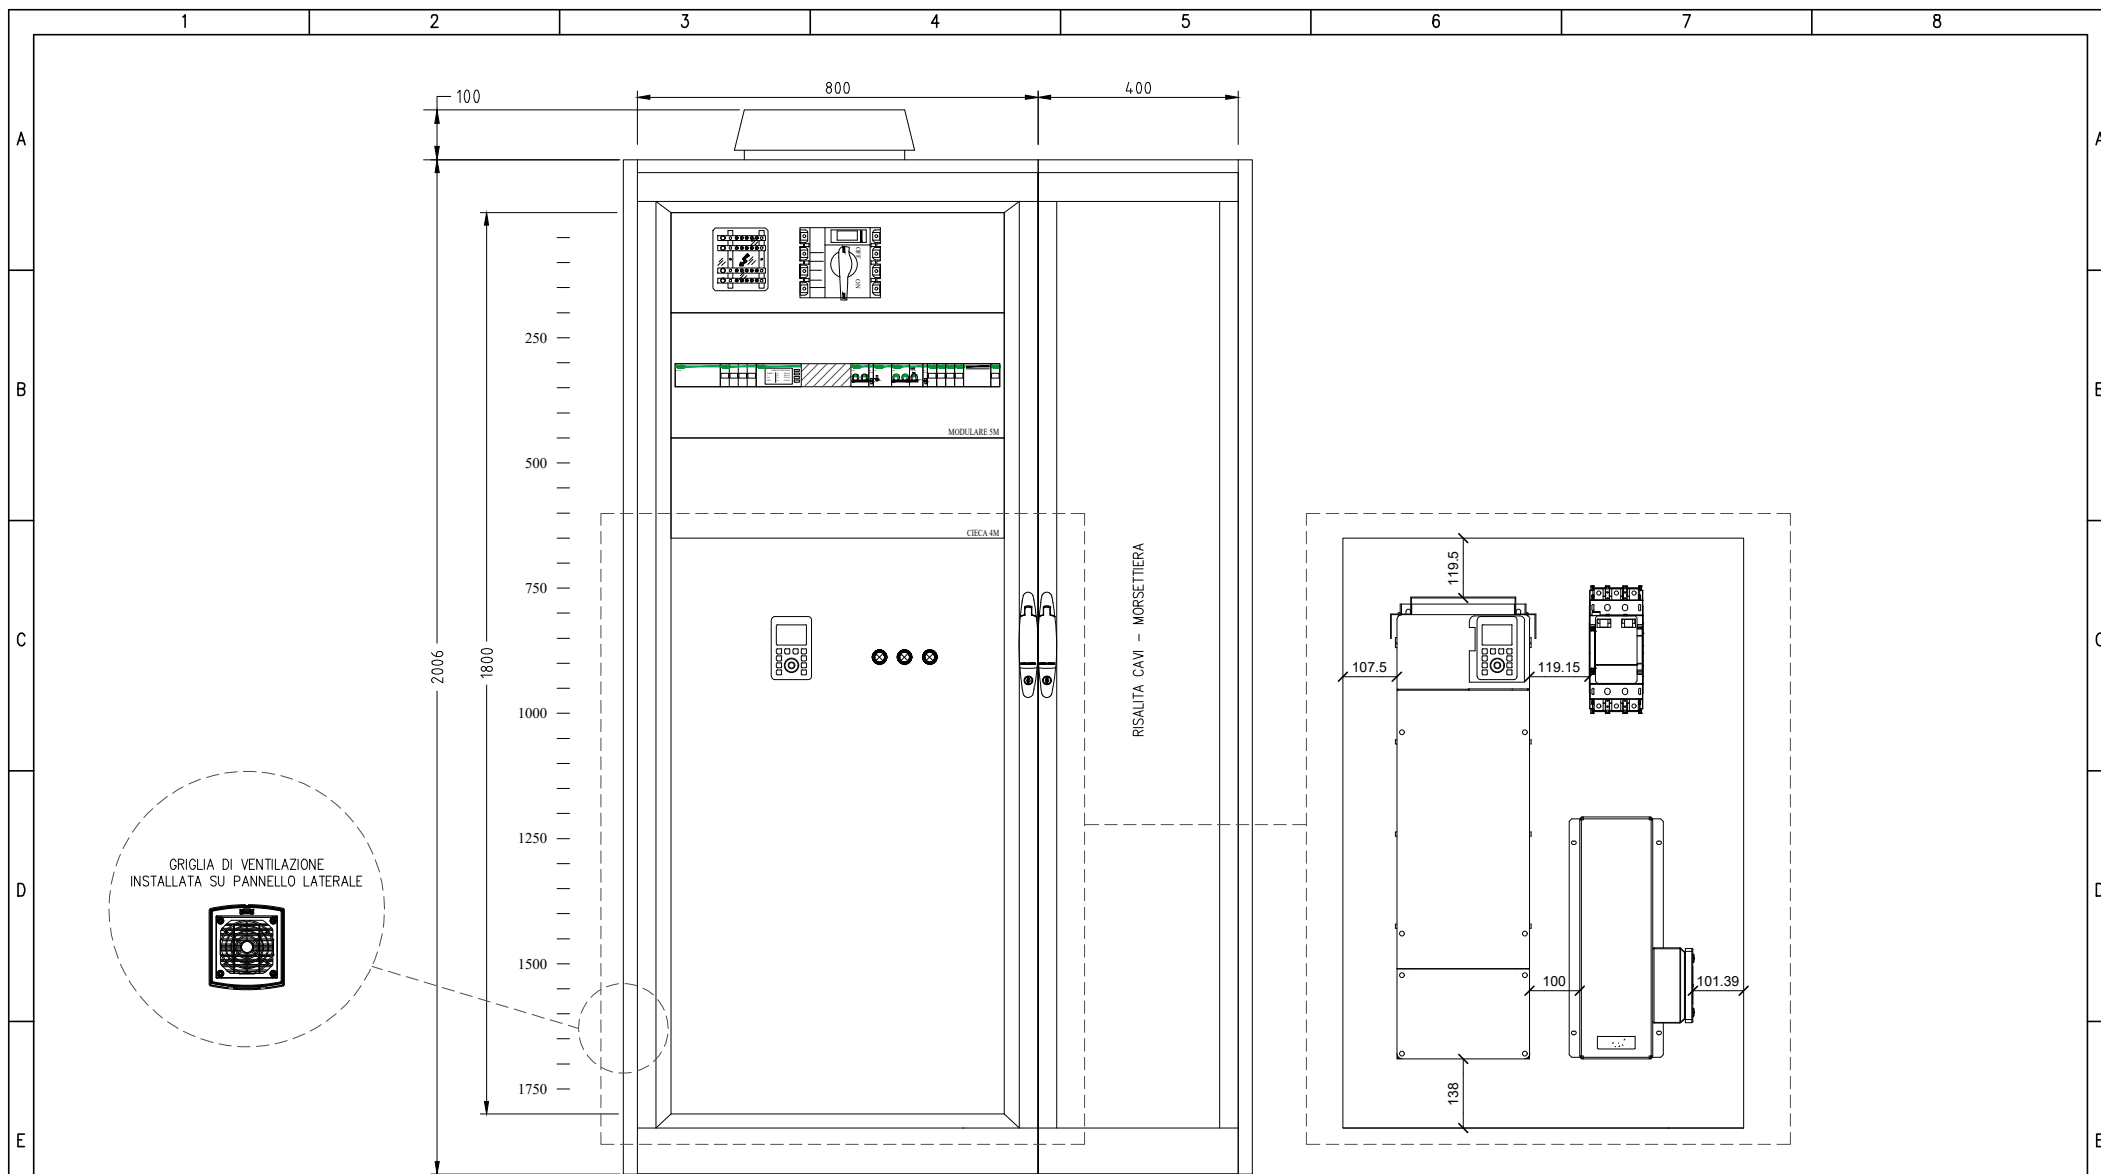 1 2 3 4 5 6 7 8
800
400
100
A
A
OFF
ON
250
B
B
MODULARE 5M
500
CIECA 4M
RISALITA CAVI - MORSETTIERA
119.5
750
C
C
2006
1800
107.5
119.15
1000
1250
GRIGLIA DI VENTILAZIONE
INSTALLATA SU PANNELLO LATERALE
D
D
1500
100
101.39
1750
138
E
E